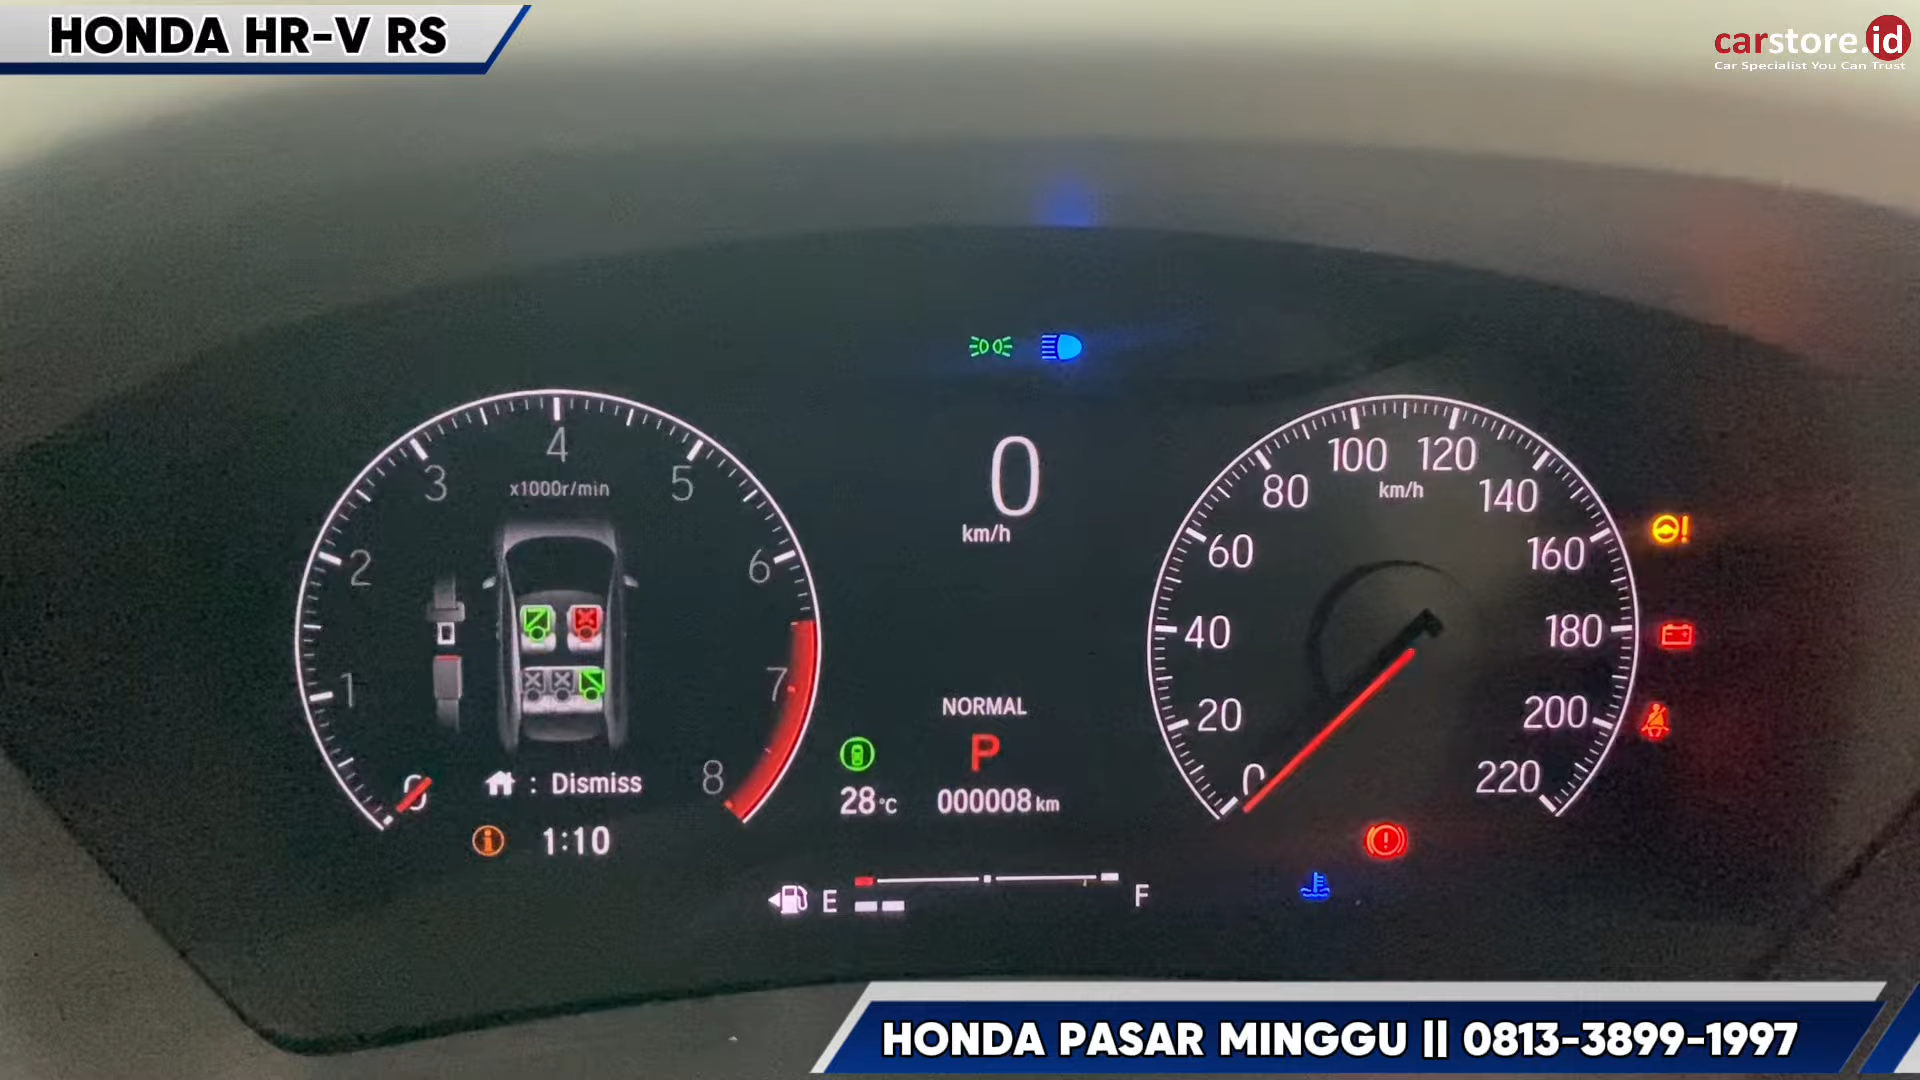 HONDA HR-V RS
carstore.id
Car Specialist You Can Trust
0
km/h
x1000r/min
0
1
2
3
4
5
6
7
8
km/h
0
20
40
60
80
100
120
140
160
180
200
220
: Dismiss
1:10
NORMAL
P
28°C
000008 km
E
F
HONDA PASAR MINGGU || 0813-3899-1997